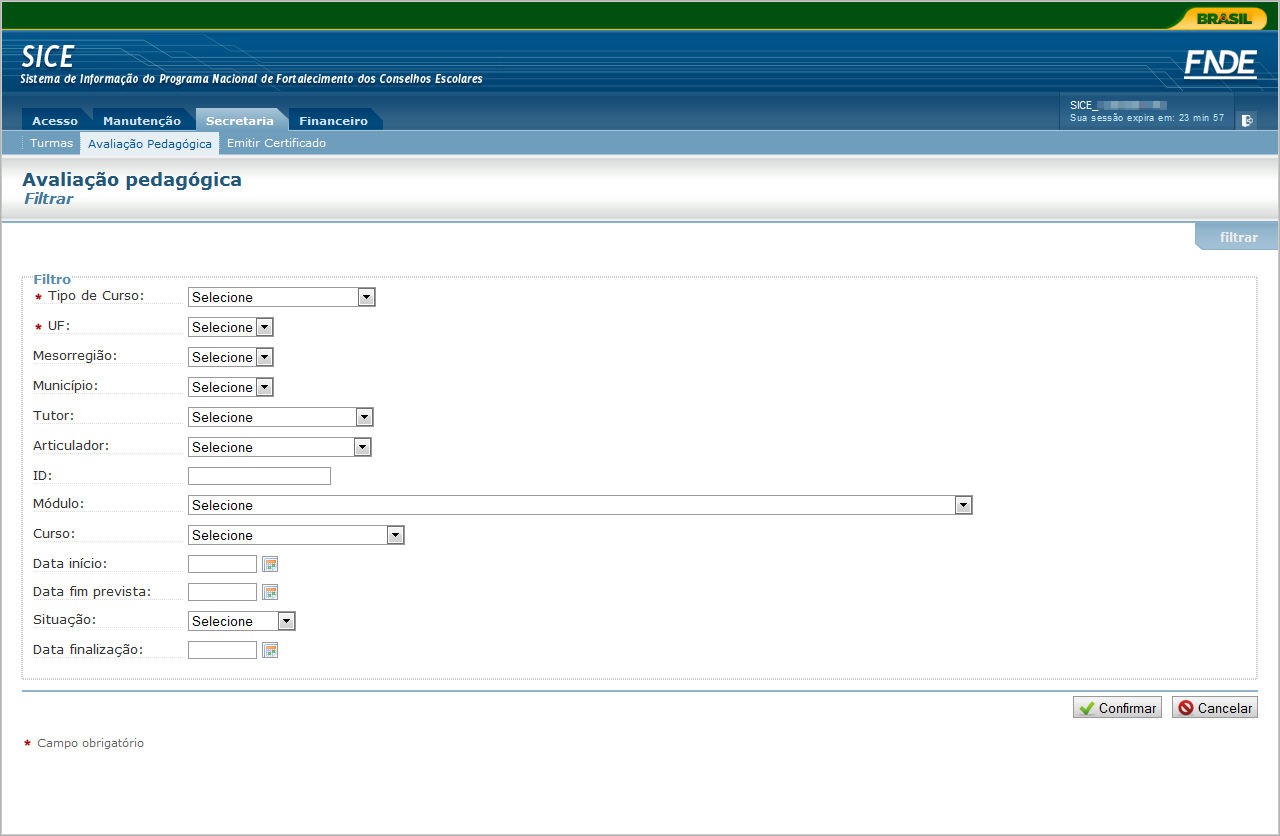 BRASIL
SICE
Sistema de Informação do Programa Nacional de Fortalecimento dos Conselhos Escolares
FNDE
Acesso Manutenção Secretaria Financeiro
SICE_
Sua sessão expira em: 23 min 57
Turmas Avaliação Pedagógica Emitir Certificado
Avaliação pedagógica
Filtrar
filtrar
Filtro
* Tipo de Curso: Selecione
* UF: Selecione
Mesorregião: Selecione
Município: Selecione
Tutor: Selecione
Articulador: Selecione
ID:
Módulo: Selecione
Curso: Selecione
Data início:
Data fim prevista:
Situação: Selecione
Data finalização:
Confirmar Cancelar
* Campo obrigatório